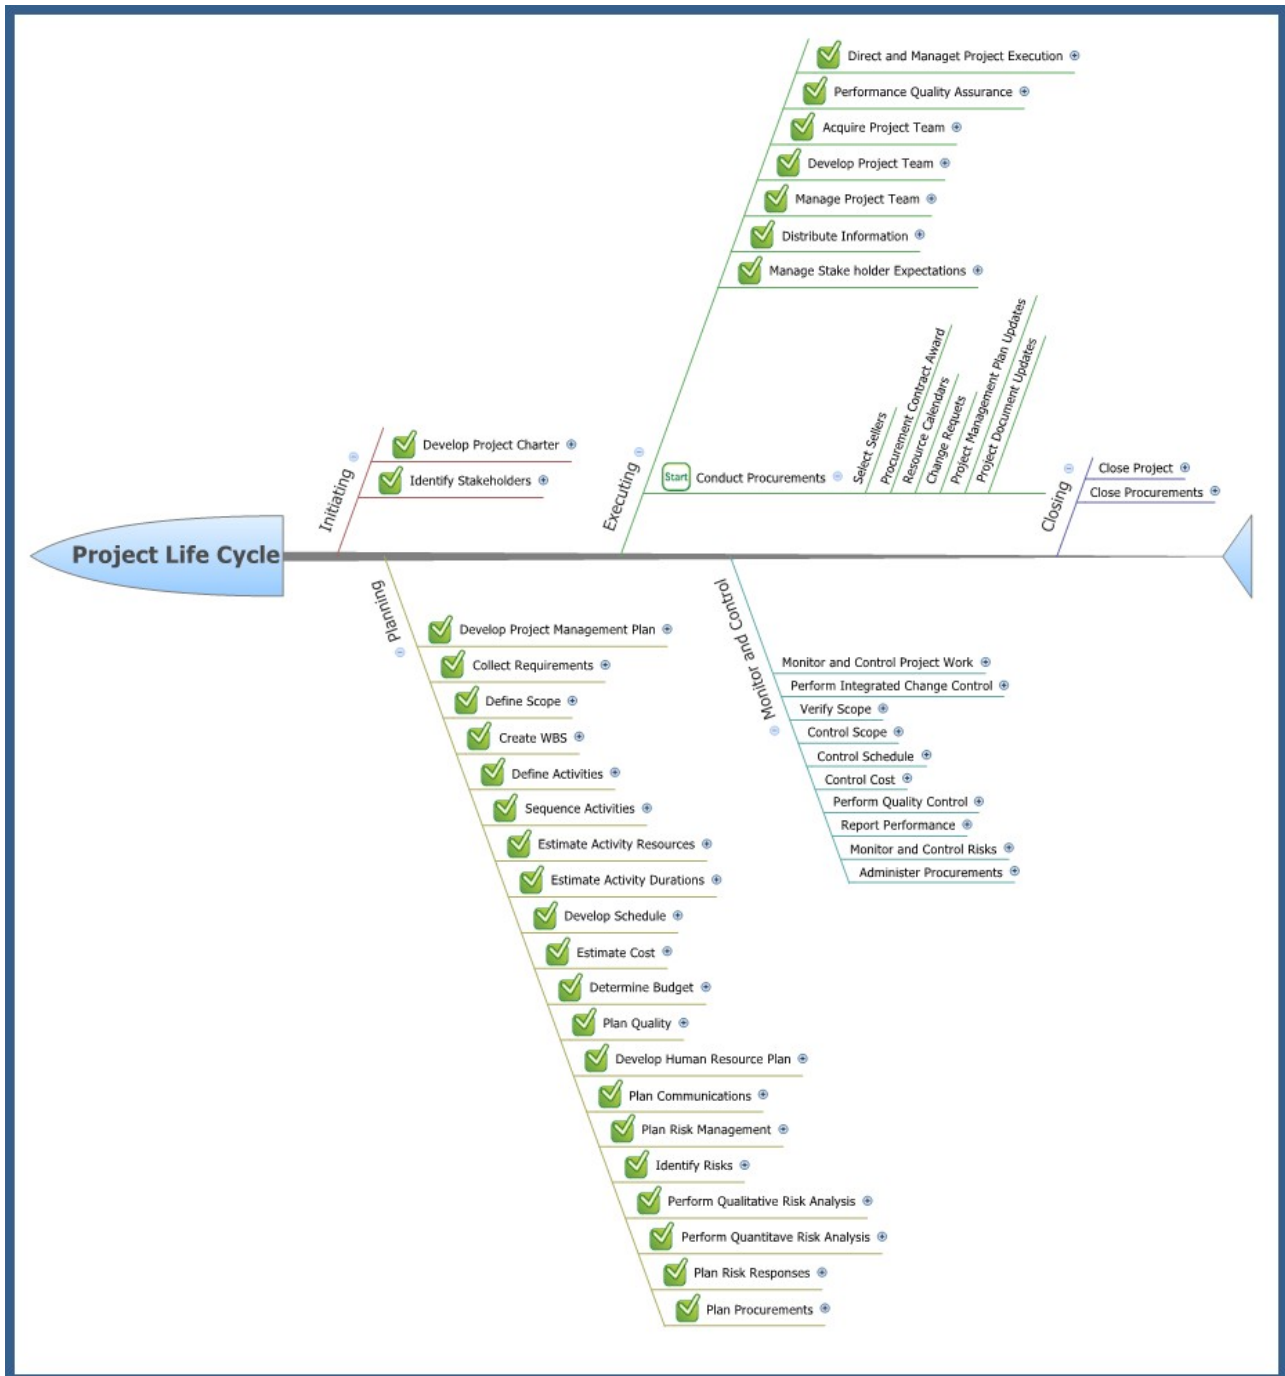 Project Life Cycle
Initiating
Develop Project Charter
Identify Stakeholders
Planning
Develop Project Management Plan
Collect Requirements
Define Scope
Create WBS
Define Activities
Sequence Activities
Estimate Activity Resources
Estimate Activity Durations
Develop Schedule
Estimate Cost
Determine Budget
Plan Quality
Develop Human Resource Plan
Plan Communications
Plan Risk Management
Identify Risks
Perform Qualitative Risk Analysis
Perform Quantitave Risk Analysis
Plan Risk Responses
Plan Procurements
Executing
Direct and Managet Project Execution
Performance Quality Assurance
Acquire Project Team
Develop Project Team
Manage Project Team
Distribute Information
Manage Stake holder Expectations
Start
Conduct Procurements
Select Sellers
Procurement Contract Award
Resource Calendars
Change Requets
Project Management Plan Updates
Project Document Updates
Monitor and Control
Monitor and Control Project Work
Perform Integrated Change Control
Verify Scope
Control Scope
Control Schedule
Control Cost
Perform Quality Control
Report Performance
Monitor and Control Risks
Administer Procurements
Closing
Close Project
Close Procurements